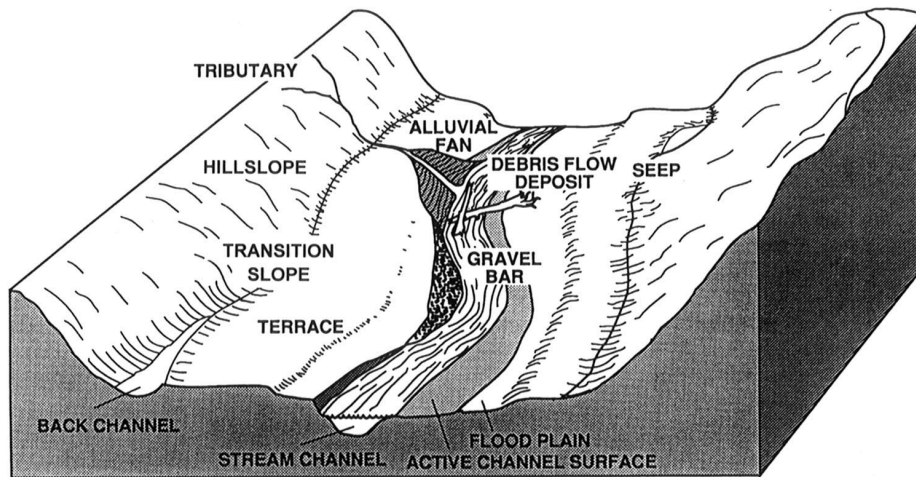 TRIBUTARY
ALLUVIAL
FAN
HILLSLOPE
DEBRIS FLOW
DEPOSIT
SEEP
TRANSITION
SLOPE
GRAVEL
BAR
TERRACE
BACK CHANNEL
STREAM CHANNEL
FLOOD PLAIN
ACTIVE CHANNEL SURFACE